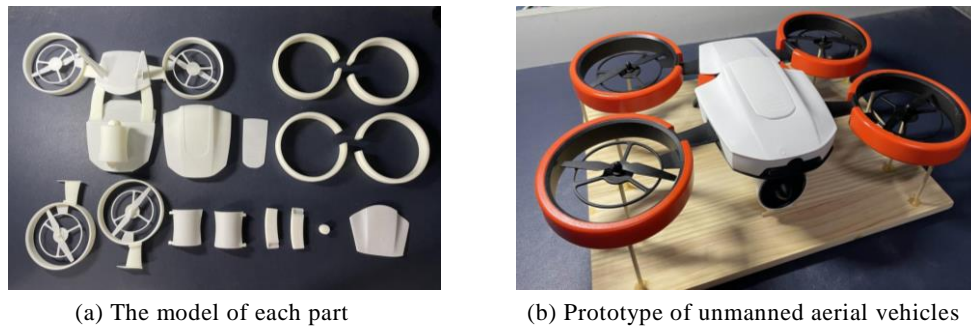 (a) The model of each part
(b) Prototype of unmanned aerial vehicles